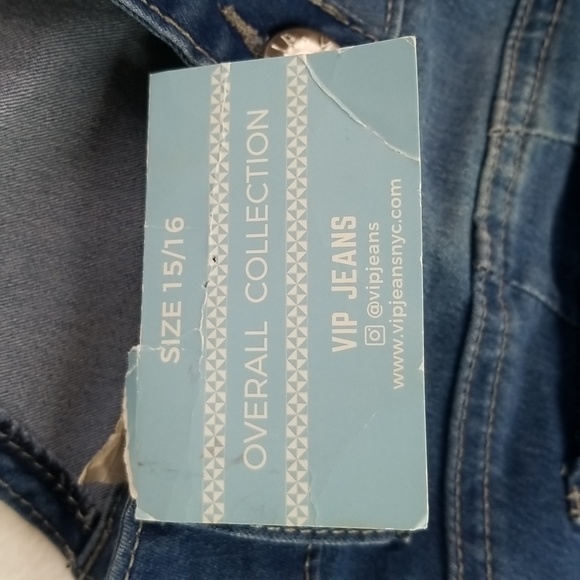 SIZE 15/16
OVERALL COLLECTION
VIP JEANS
@vipjeans
www.vipjeansnyc.com